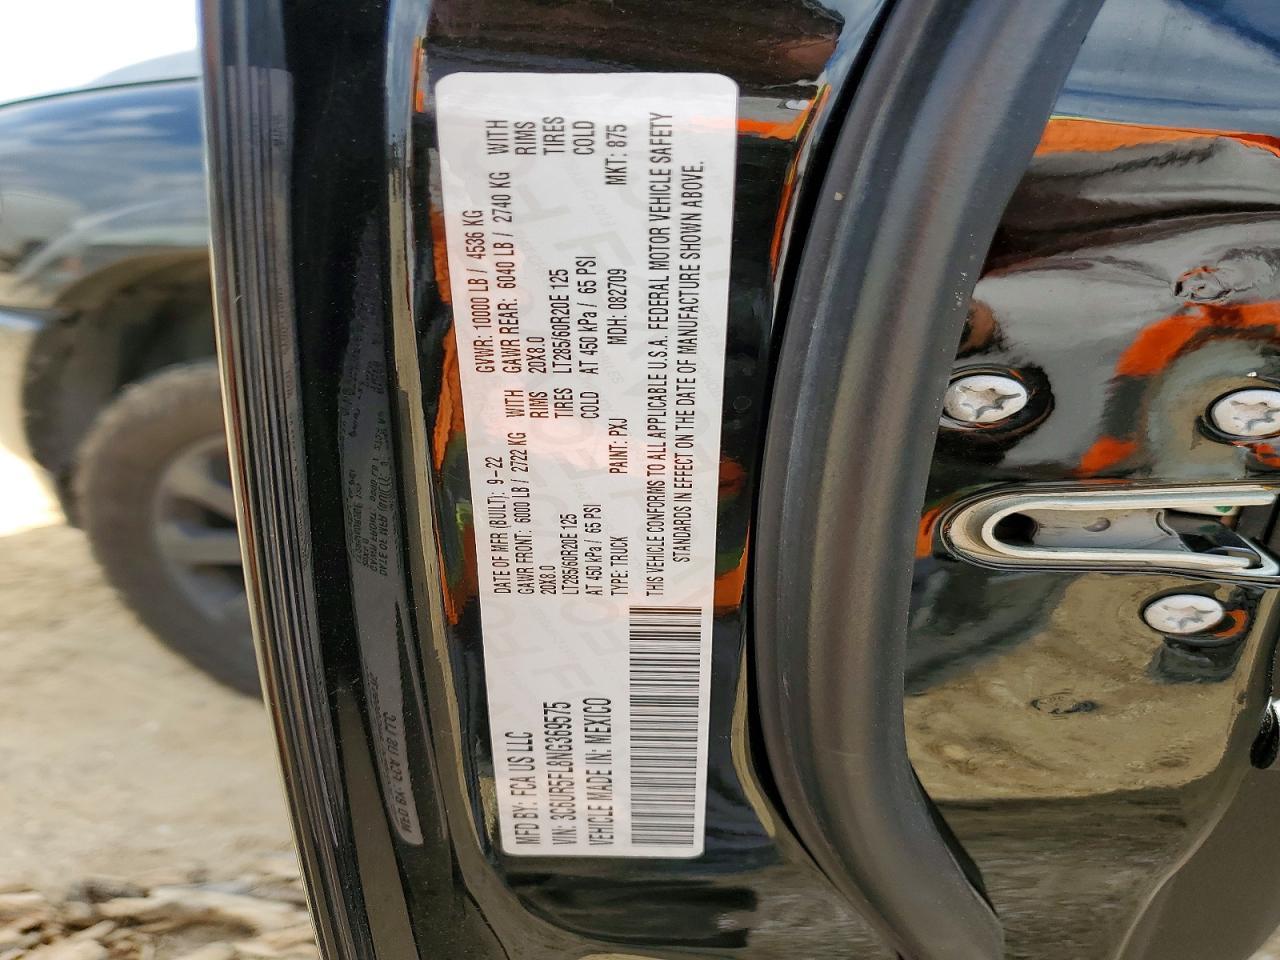 MFD BY: FCA US LLC
VIN: 3C6UR5FL8NG369575
VEHICLE MADE IN: MEXICO
DATE OF MFR (BUILT): 9-22 GVWR: 10000 LB / 4536 KG
GAWR FRONT: 6000 LB / 2722 KG WITH GAWR REAR: 6040 LB / 2740 KG WITH
20X8.0 RIMS 20X8.0 RIMS
LT285/60R20E 125 TIRES LT285/60R20E 125 TIRES
AT 450 kPa / 65 PSI COLD AT 450 kPa / 65 PSI COLD
TYPE: TRUCK PAINT: PXJ MDH: 082709 MKT: 875
THIS VEHICLE CONFORMS TO ALL APPLICABLE U.S.A. FEDERAL MOTOR VEHICLE SAFETY
STANDARDS IN EFFECT ON THE DATE OF MANUFACTURE SHOWN ABOVE.